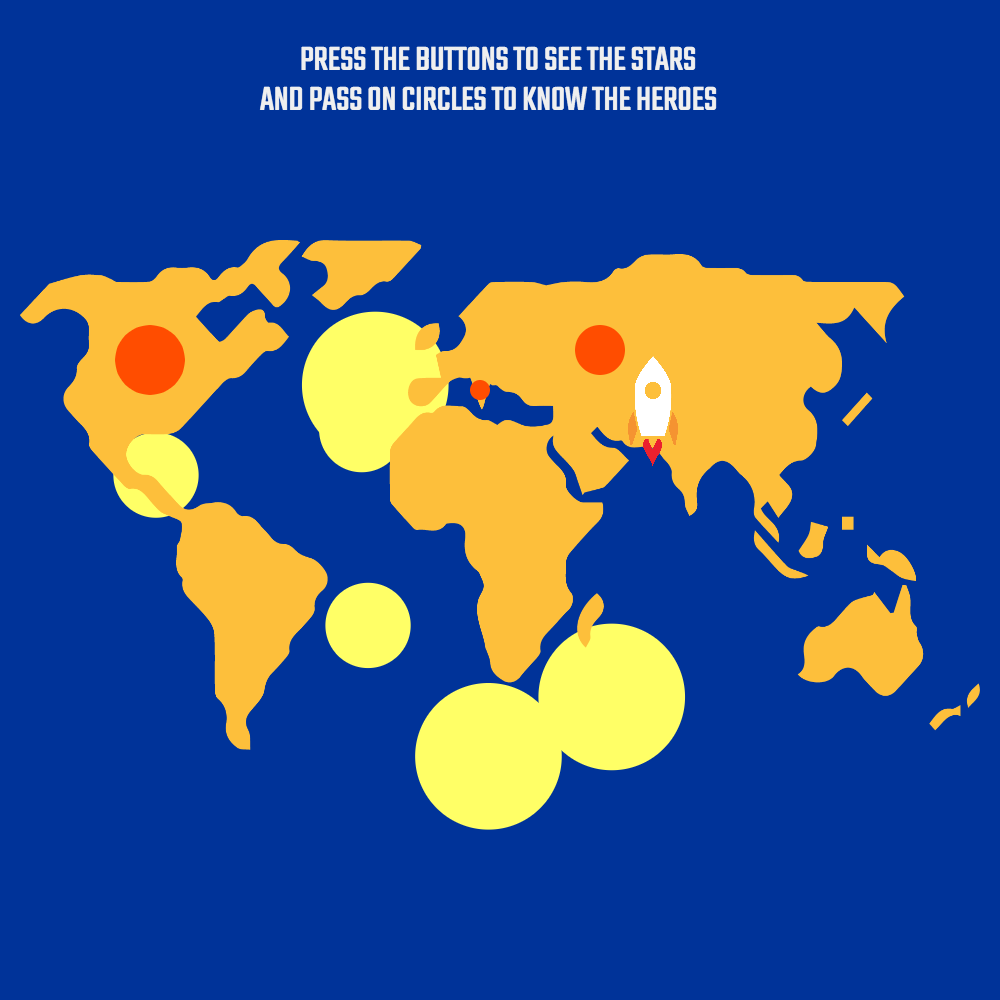 PRESS THE BUTTONS TO SEE THE STARS
AND PASS ON CIRCLES TO KNOW THE HEROES